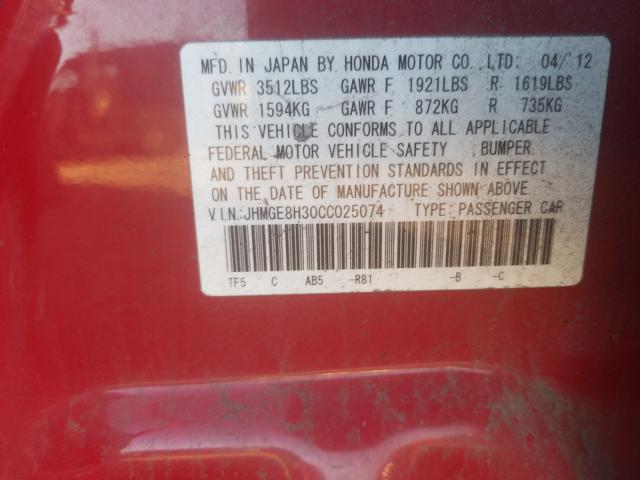 MFD. IN JAPAN BY HONDA MOTOR CO., LTD. 04/12
GVWR 3512LBS GAWR F 1921LBS R 1619LBS
GVWR 1594KG GAWR F 872KG R 735KG
THIS VEHICLE CONFORMS TO ALL APPLICABLE
FEDERAL MOTOR VEHICLE SAFETY , BUMPER,
AND THEFT PREVENTION STANDARDS IN EFFECT
ON THE DATE OF MANUFACTURE SHOWN ABOVE.
V.I.N.:JHMGE8H30CC025074 TYPE:PASSENGER CAR
TF5 C AB5 -R81 -B -C